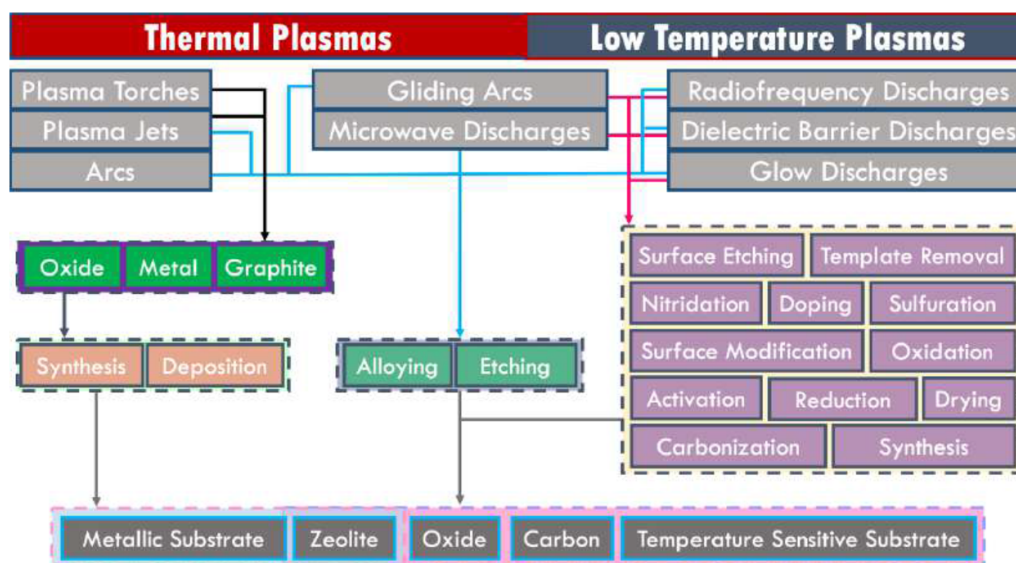 Thermal Plasmas
Low Temperature Plasmas
Plasma Torches
Plasma Jets
Arcs
Gliding Arcs
Microwave Discharges
Radiofrequency Discharges
Dielectric Barrier Discharges
Glow Discharges
Oxide Metal Graphite
Synthesis Deposition
Alloying Etching
Surface Etching Template Removal
Nitridation Doping Sulfuration
Surface Modification Oxidation
Activation Reduction Drying
Carbonization Synthesis
Metallic Substrate Zeolite Oxide Carbon Temperature Sensitive Substrate